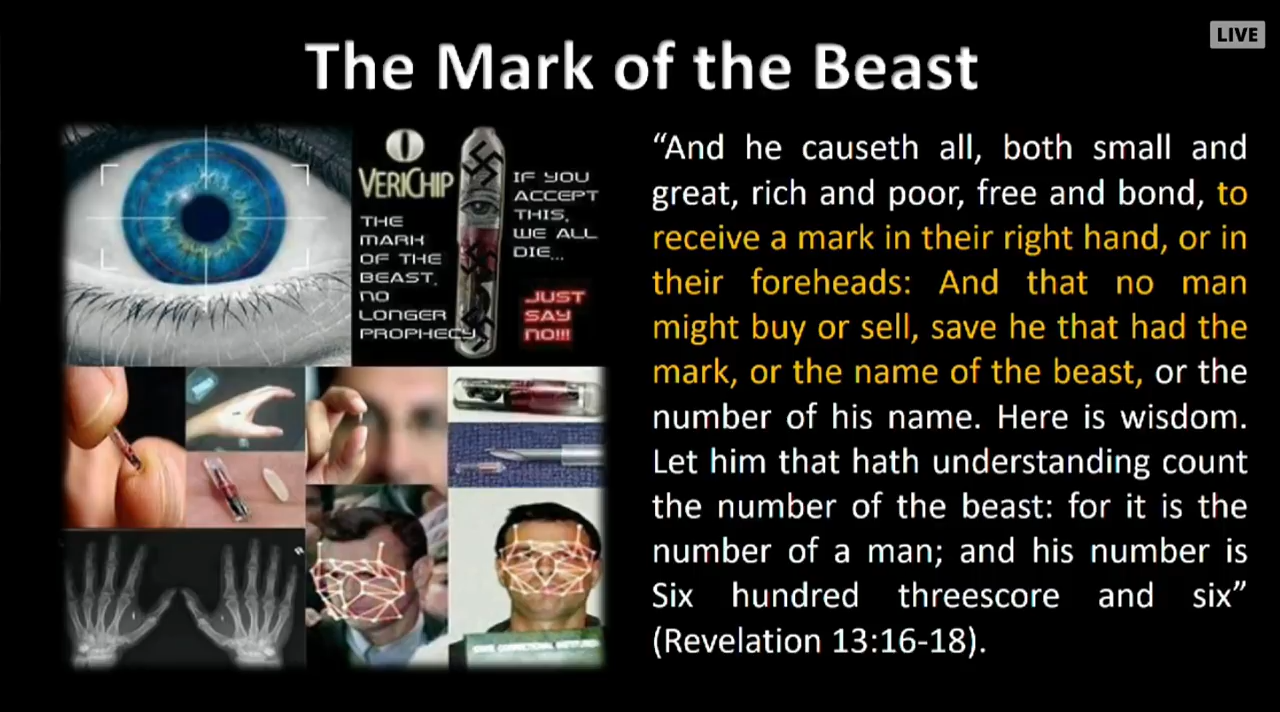 LIVE
The Mark of the Beast
VERICHIP
THE
MARK
OF THE
BEAST,
NO
LONGER
PROPHECY
IF YOU
ACCEPT
THIS,
WE ALL
DIE...
JUST
SAY
NO!!!
“And he causeth all, both small and
great, rich and poor, free and bond, to
receive a mark in their right hand, or in
their foreheads: And that no man
might buy or sell, save he that had the
mark, or the name of the beast, or the
number of his name. Here is wisdom.
Let him that hath understanding count
the number of the beast: for it is the
number of a man; and his number is
Six hundred threescore and six”
(Revelation 13:16-18).